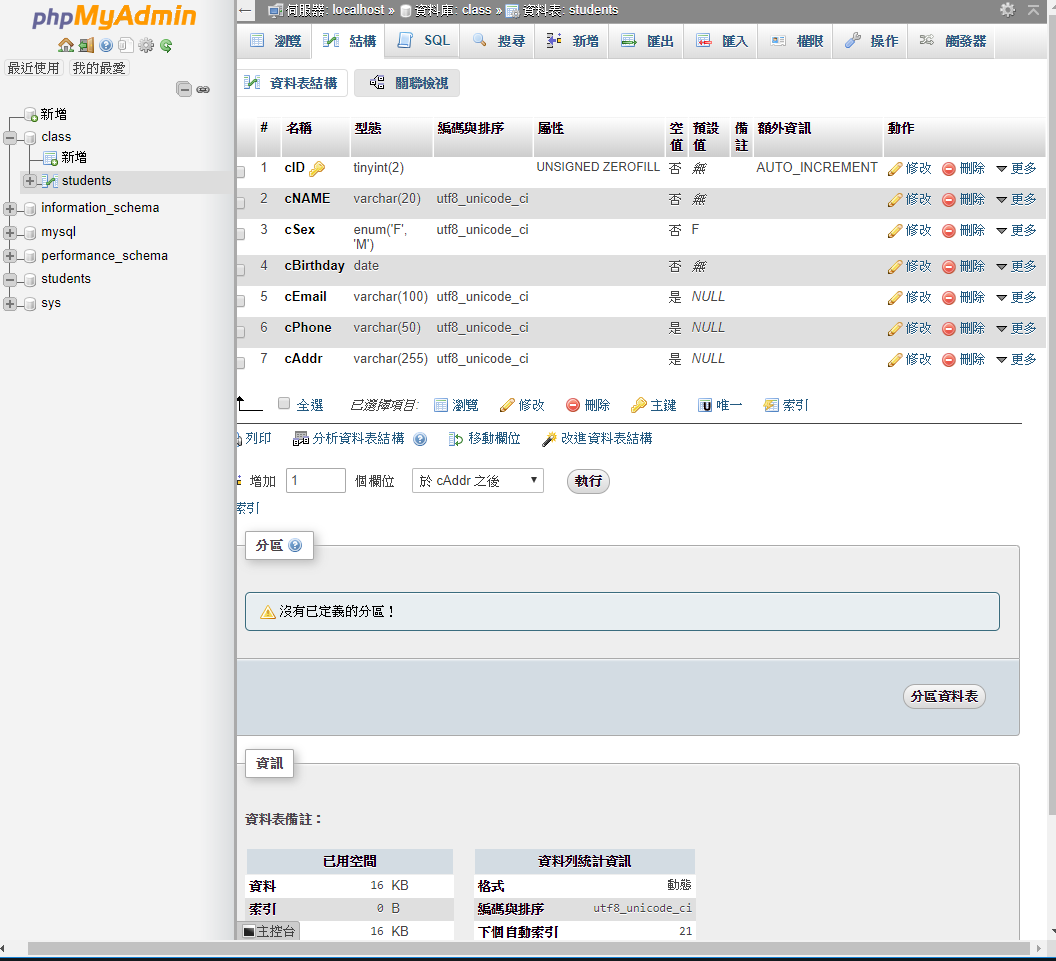 phpMyAdmin
最近使用 我的最愛
新增
class
新增
students
information_schema
mysql
performance_schema
students
sys
伺服器: localhost » 資料庫: class » 資料表: students
瀏覽 結構 SQL 搜尋 新增 匯出 匯入 權限 操作 觸發器
資料表結構 關聯檢視
# 名稱 型態 編碼與排序 屬性 空值 預設值 備註 額外資訊 動作
1 cID tinyint(2) UNSIGNED ZEROFILL 否 無 AUTO_INCREMENT 修改 刪除 更多
2 cNAME varchar(20) utf8_unicode_ci 否 無 修改 刪除 更多
3 cSex enum('F', 'M') utf8_unicode_ci 否 F 修改 刪除 更多
4 cBirthday date 否 無 修改 刪除 更多
5 cEmail varchar(100) utf8_unicode_ci 是 NULL 修改 刪除 更多
6 cPhone varchar(50) utf8_unicode_ci 是 NULL 修改 刪除 更多
7 cAddr varchar(255) utf8_unicode_ci 是 NULL 修改 刪除 更多
全選 已選擇項目: 瀏覽 修改 刪除 主鍵 唯一 索引
列印 分析資料表結構 移動欄位 改進資料表結構
增加 1 個欄位 於 cAddr 之後 執行
索引
分區
沒有已定義的分區！
分區資料表
資訊
資料表備註：
已用空間
資料 16 KB
索引 0 B
16 KB
資料列統計資訊
格式 動態
編碼與排序 utf8_unicode_ci
下個自動索引 21
主控台